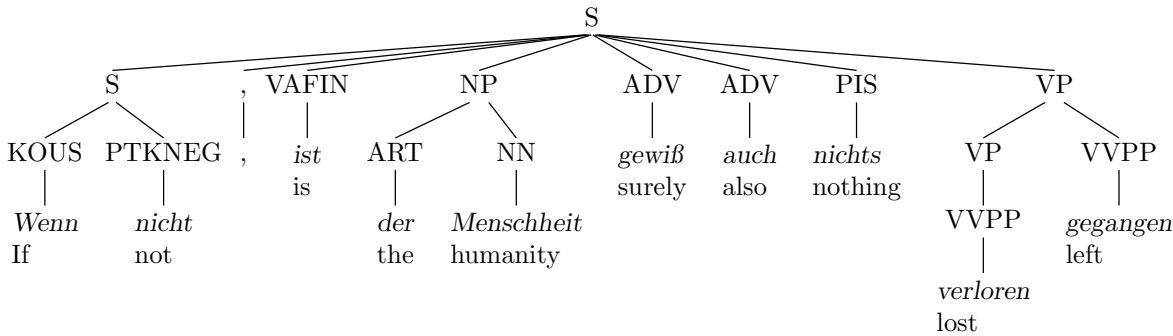 S
S , VAFIN NP ADV ADV PIS VP
KOUS PTKNEG , ist ART NN gewiß auch nichts VP VVPP
is surely also nothing
Wenn nicht der Menschheit VVPP gegangen
If not the humanity left
verloren
lost